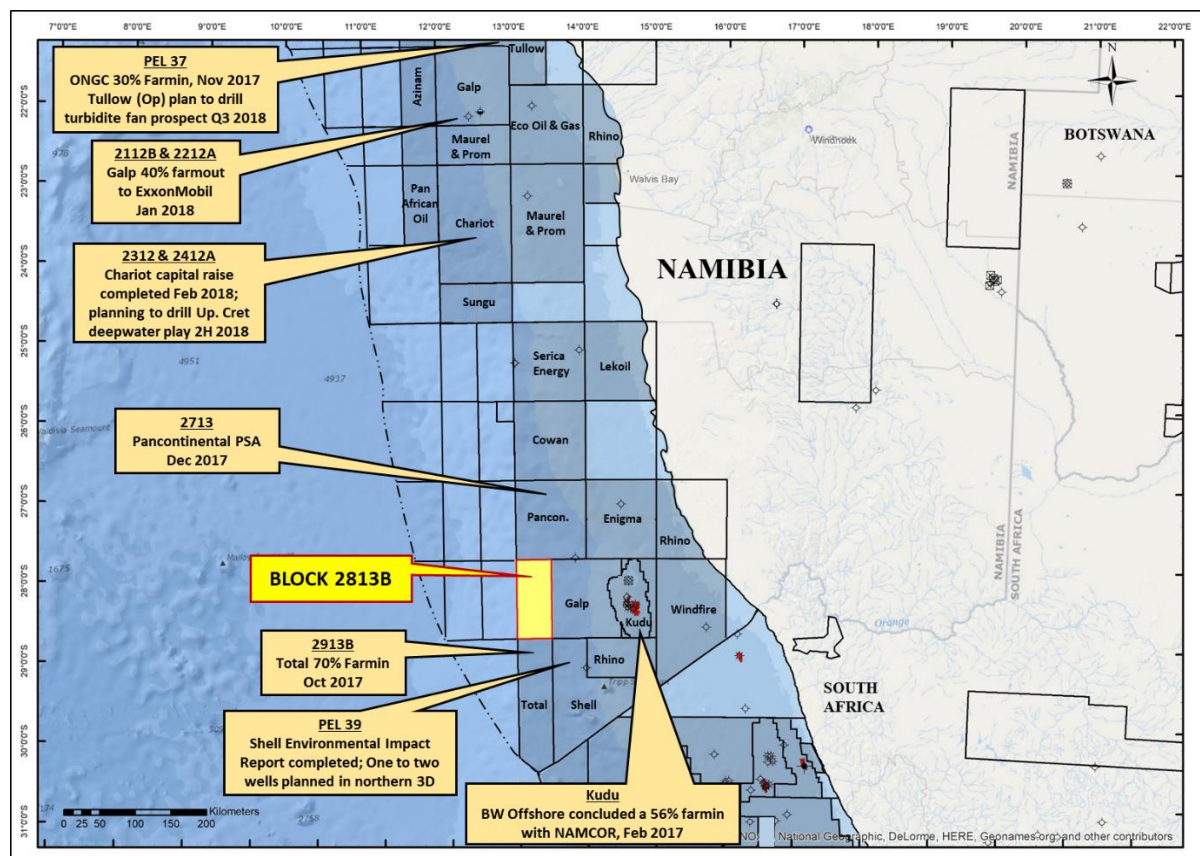 7°0'0"E 8°0'0"E 9°0'0"E 10°0'0"E 11°0'0"E 12°0'0"E 13°0'0"E 14°0'0"E 15°0'0"E 16°0'0"E 17°0'0"E 18°0'0"E 19°0'0"E 20°0'0"E 21°0'0"E 22°0'0"E
PEL 37
ONGC 30% Farmin, Nov 2017
Tullow (Op) plan to drill
turbidite fan prospect Q3 2018
2112B & 2212A
Galp 40% farmout
to ExxonMobil
Jan 2018
2312 & 2412A
Chariot capital raise
completed Feb 2018;
planning to drill Up. Cret
deepwater play 2H 2018
2713
Pancontinental PSA
Dec 2017
BLOCK 2813B
2913B
Total 70% Farmin
Oct 2017
PEL 39
Shell Environmental Impact
Report completed; One to two
wells planned in northern 3D
Kudu
BW Offshore concluded a 56% farmin
with NAMCOR, Feb 2017
Tullow
Azinam
Galp
Eco Oil & Gas
Rhino
Maurel
& Prom
Pan
African
Oil
Chariot
Maurel
& Prom
Sungu
Serica
Energy
Lekoil
Cowan
Pancon.
Enigma
Rhino
Galp
Kudu
Windfire
Rhino
Total
Shell
N
BOTSWANA
NAMIBIA
Windhoek
Walvis Bay
NAMIBIA
NAMIBIA
SOUTH AFRICA
Orange
SOUTH
AFRICA
978
4951
4937
1675
2758
22°0'0"S
23°0'0"S
24°0'0"S
25°0'0"S
26°0'0"S
27°0'0"S
28°0'0"S
29°0'0"S
30°0'0"S
31°0'0"S
Kilometers
0 25 50 100 150 200
National Geographic, DeLorme, HERE, Geonames.org, and other contributors